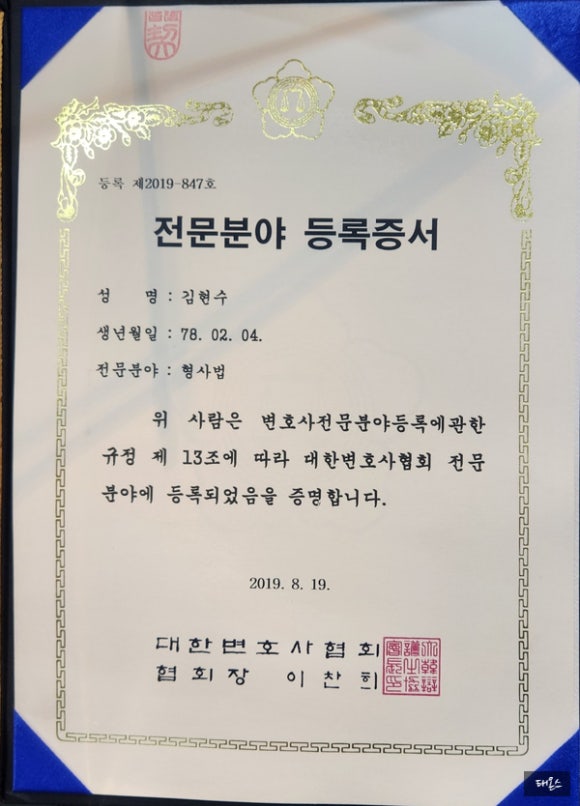 등록 제2019-847호
전문분야 등록증서
성 명 : 김현수
생년월일 : 78. 02. 04.
전문분야 : 형사법
위 사람은 변호사전문분야등록에관한
규정 제 13조에 따라 대한변호사협회 전문
분야에 등록되었음을 증명합니다.
2019. 8. 19.
대한변호사협회
협회장 이찬희
태온스